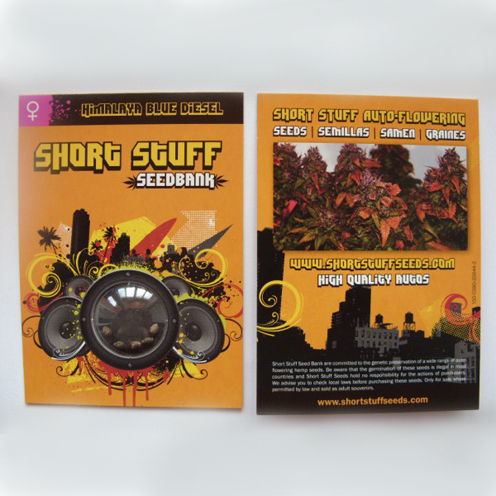 HIMALAYA BLUE DIESEL
SHORT STUFF
SEEDBANK
SHORT STUFF AUTO-FLOWERING
SEEDS | SEMILLAS | SAMEN | GRAINES
WWW.SHORTSTUFFSEEDS.COM
HIGH QUALITY AUTOS
Short Stuff Seed Bank are committed to the genetic preservation of a wide range of auto
flowering hemp seeds. Be aware that the germination of these seeds is illegal in most
countries and Short Stuff Seeds hold no responsibility for the actions of purchasers.
We advise you to check local laws before purchasing these seeds. Only for sale where
permitted by law and sold as adult souvenirs.
www.shortstuffseeds.com